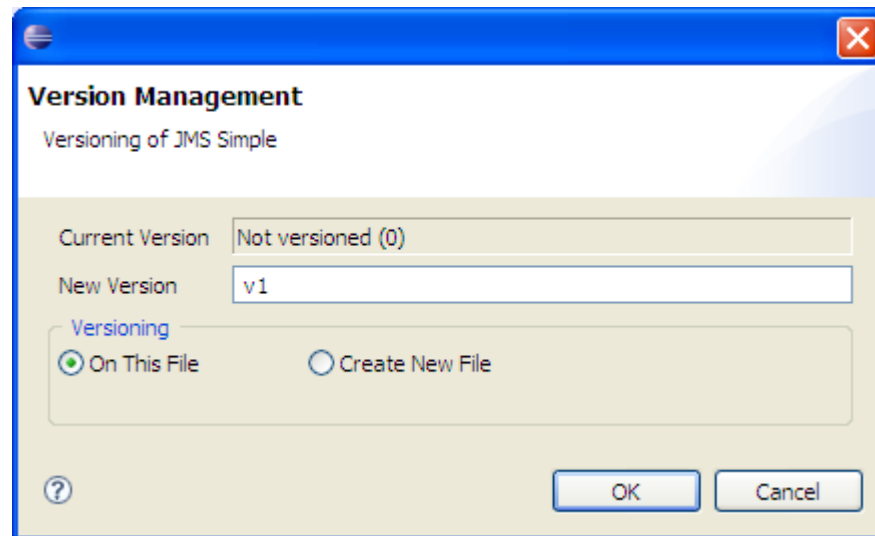 Version Management
Versioning of JMS Simple
Current Version Not versioned (0)
New Version v1
Versioning
On This File Create New File
? OK Cancel